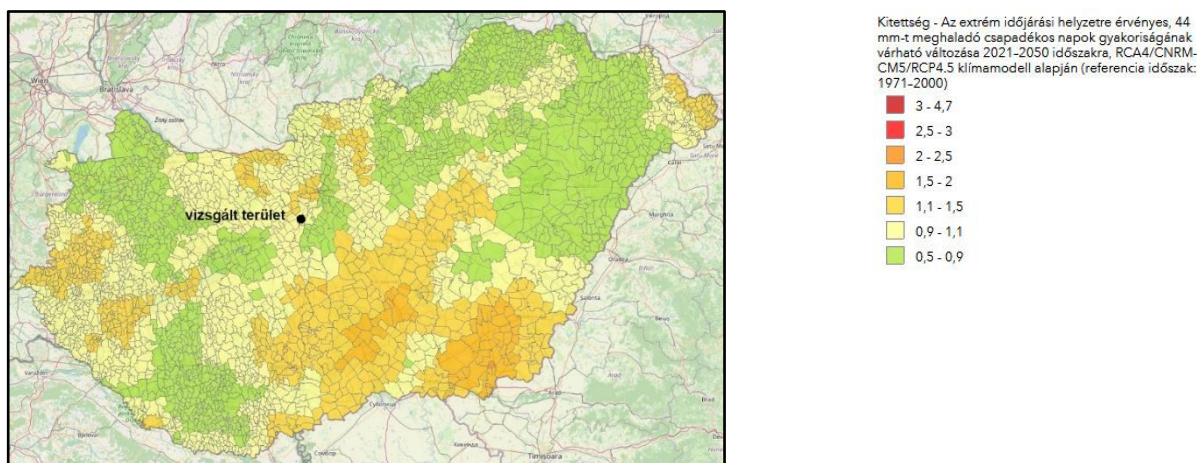 Wien
Bratislava
vizsgált terület
Oradea
Salonta
Arad
Timișoara
Kitettség - Az extrém időjárási helyzetre érvényes, 44
mm-t meghaladó csapadékos napok gyakoriságának
várható változása 2021-2050 időszakra, RCA4/CNRM-
CM5/RCP4.5 klímamodell alapján (referencia időszak:
1971-2000)
3 - 4,7
2,5 - 3
2 - 2,5
1,5 - 2
1,1 - 1,5
0,9 - 1,1
0,5 - 0,9